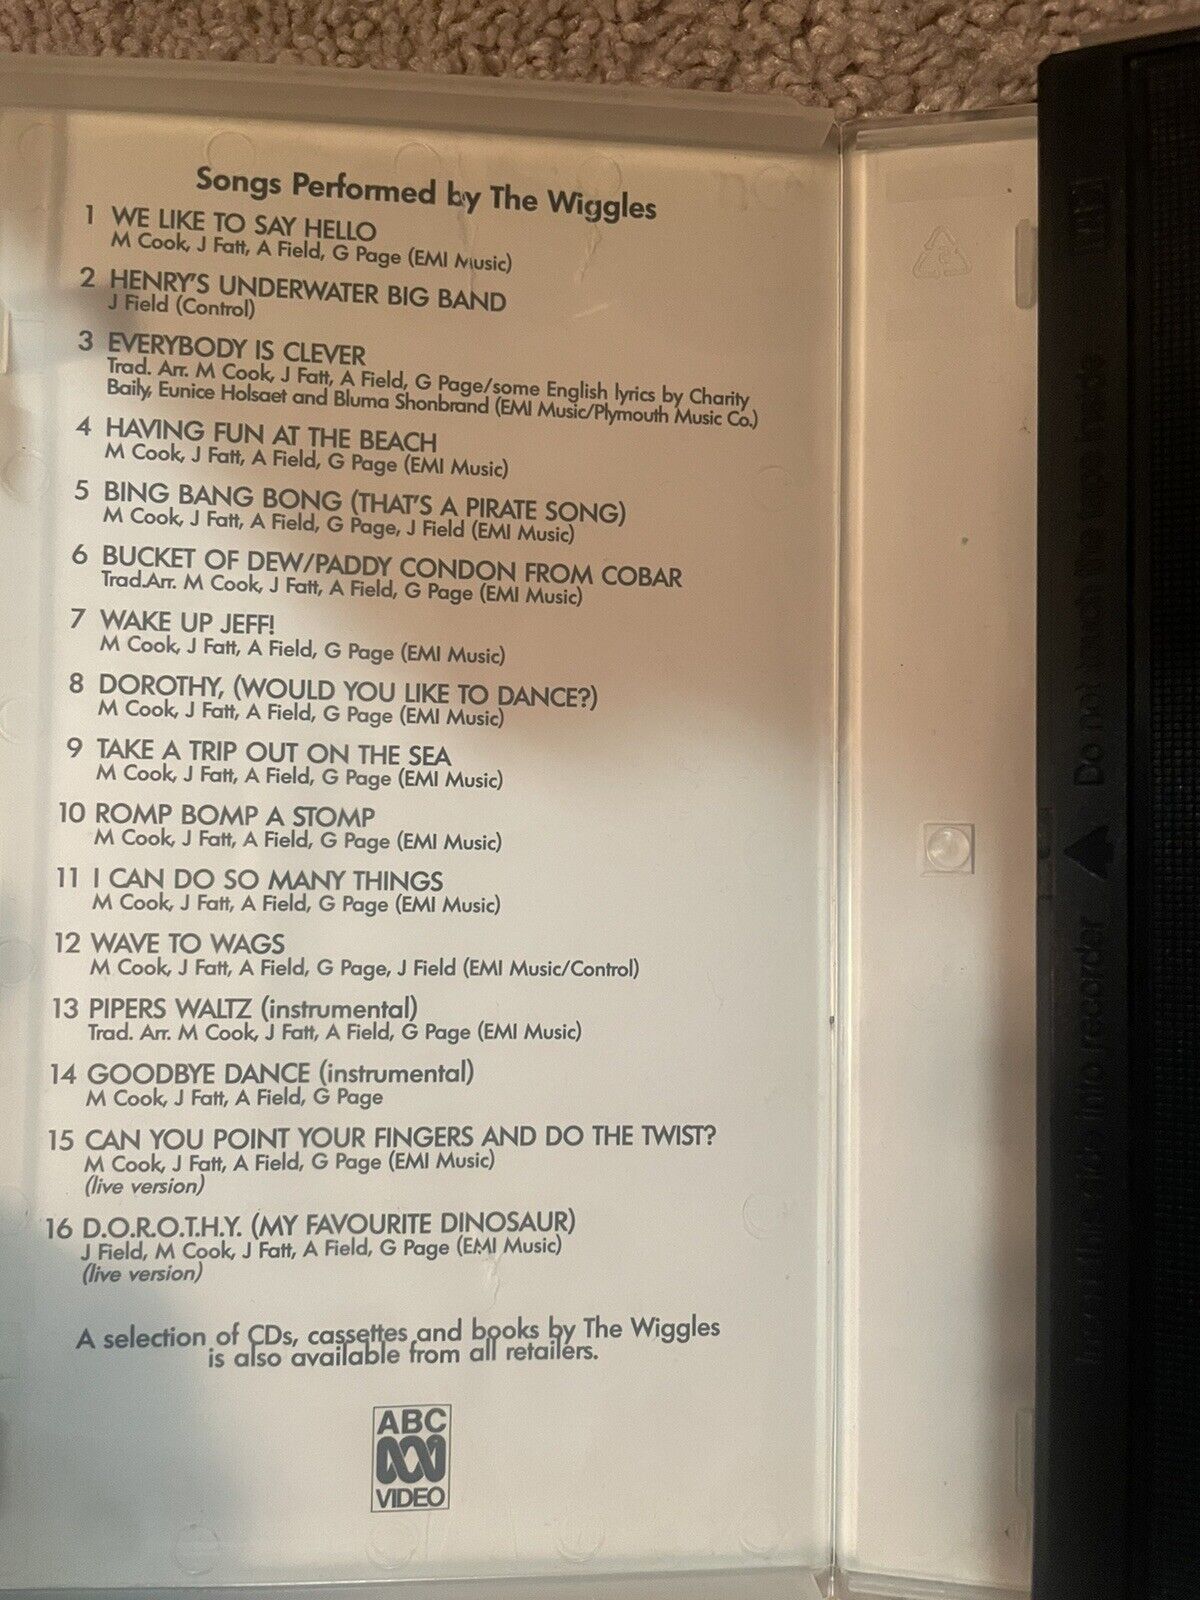 Songs Performed by The Wiggles
1 WE LIKE TO SAY HELLO
M Cook, J Fatt, A Field, G Page (EMI Music)
2 HENRY'S UNDERWATER BIG BAND
J Field (Control)
3 EVERYBODY IS CLEVER
Trad. Arr. M Cook, J Fatt, A Field, G Page/some English lyrics by Charity
Baily, Eunice Holsaet and Bluma Shonbrand (EMI Music/Plymouth Music Co.)
4 HAVING FUN AT THE BEACH
M Cook, J Fatt, A Field, G Page (EMI Music)
5 BING BANG BONG (THAT'S A PIRATE SONG)
M Cook, J Fatt, A Field, G Page, J Field (EMI Music)
6 BUCKET OF DEW/PADDY CONDON FROM COBAR
Trad.Arr. M Cook, J Fatt, A Field, G Page (EMI Music)
7 WAKE UP JEFF!
M Cook, J Fatt, A Field, G Page (EMI Music)
8 DOROTHY, (WOULD YOU LIKE TO DANCE?)
M Cook, J Fatt, A Field, G Page (EMI Music)
9 TAKE A TRIP OUT ON THE SEA
M Cook, J Fatt, A Field, G Page (EMI Music)
10 ROMP BOMP A STOMP
M Cook, J Fatt, A Field, G Page (EMI Music)
11 I CAN DO SO MANY THINGS
M Cook, J Fatt, A Field, G Page (EMI Music)
12 WAVE TO WAGS
M Cook, J Fatt, A Field, G Page, J Field (EMI Music/Control)
13 PIPERS WALTZ (instrumental)
Trad. Arr. M Cook, J Fatt, A Field, G Page (EMI Music)
14 GOODBYE DANCE (instrumental)
M Cook, J Fatt, A Field, G Page
15 CAN YOU POINT YOUR FINGERS AND DO THE TWIST?
M Cook, J Fatt, A Field, G Page (EMI Music)
(live version)
16 D.O.R.O.T.H.Y. (MY FAVOURITE DINOSAUR)
J Field, M Cook, J Fatt, A Field, G Page (EMI Music)
(live version)
A selection of CDs, cassettes and books by The Wiggles
is also available from all retailers.
ABC
VIDEO
Insert this side into recorder ▲ Do not touch the tape inside